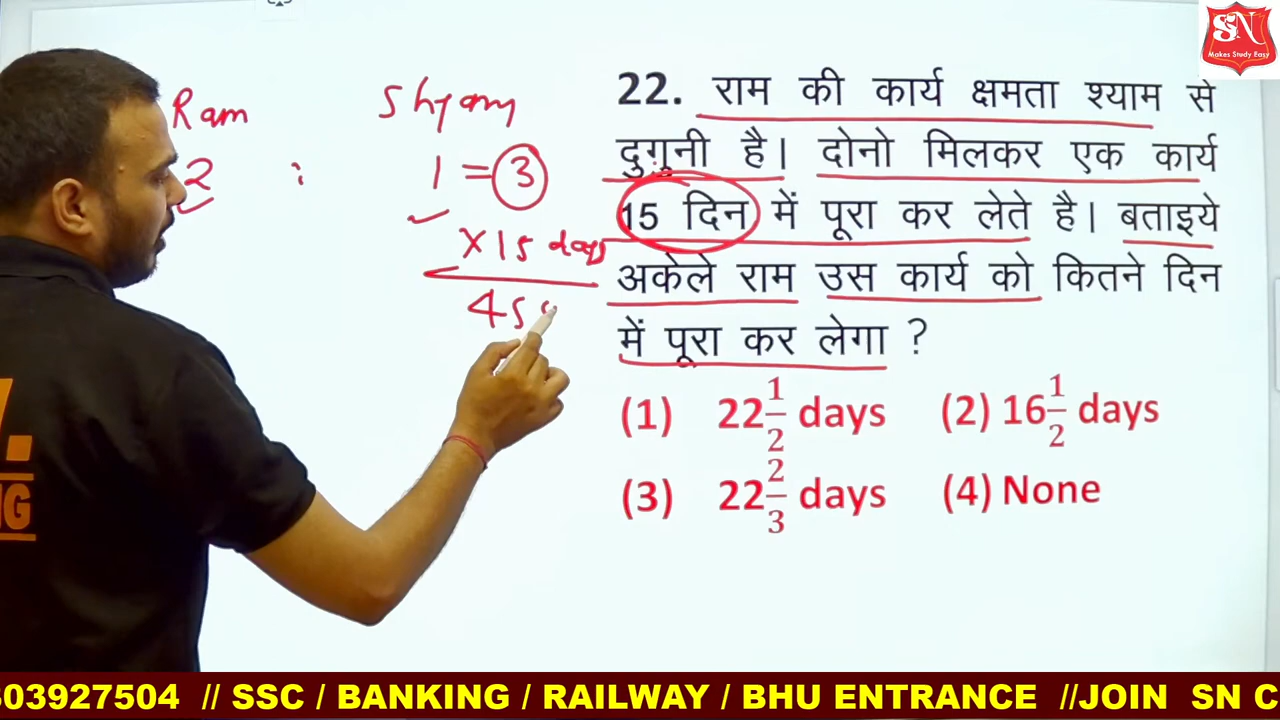 SN
Makes Study Easy
Ram Shyam
2 : 1 = 3
X 15 days
45
22. राम की कार्य क्षमता श्याम से
दुगुनी है। दोनो मिलकर एक कार्य
15 दिन में पूरा कर लेते है। बताइये
अकेले राम उस कार्य को कितने दिन
में पूरा कर लेगा ?
(1) 22 1/2 days (2) 16 1/2 days
(3) 22 2/3 days (4) None
NG
303927504 // SSC / BANKING / RAILWAY / BHU ENTRANCE //JOIN SN C